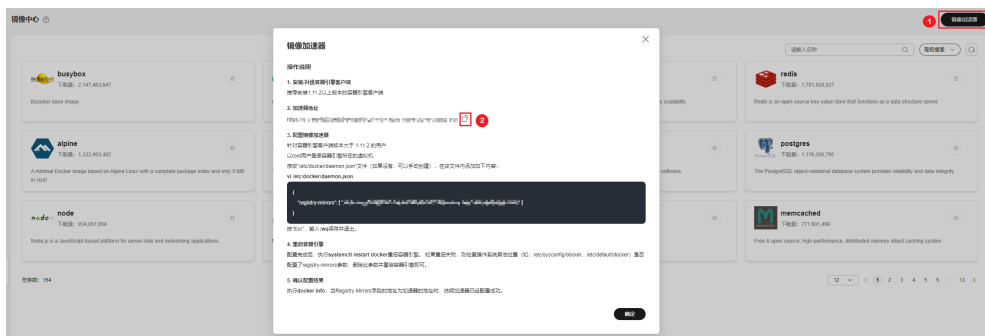 镜像中心
1
镜像加速器
请输入名称
高级搜索
busybox
下载量：2,147,483,647
Busybox base image.
redis
下载量：1,781,936,827
Redis is an open source key-value store that functions as a data structure server.
alpine
下载量：1,333,903,462
A minimal Docker image based on Alpine Linux with a complete package index and only 5 MB
in size!
postgres
下载量：1,119,358,795
The PostgreSQL object-relational database system provides reliability and data integrity.
node
下载量：934,957,854
Node.js is a JavaScript-based platform for server-side and networking applications.
memcached
下载量：771,801,469
Free & open source, high-performance, distributed memory object caching system.
scalability.
software.
总条数：154
12
1 2 3 4 5 6 ... 13
镜像加速器
操作说明
1. 安装/升级容器引擎客户端
推荐安装1.11.2以上版本的容器引擎客户端
2. 加速器地址
https:/
2
3. 配置镜像加速器
针对容器引擎客户端版本大于 1.11.2 的用户
以root用户登录容器引擎所在的虚拟机
修改"/etc/docker/daemon.json"文件（如果没有，可以手动创建），在该文件内添加如下内容：
vi /etc/docker/daemon.json
{
"registry-mirrors": [ " " ]
}
按"Esc"，输入:wq保存并退出。
4. 重启容器引擎
配置完成后，执行systemctl restart docker重启容器引擎。如果重启失败，则检查操作系统其他位置（如：/etc/sysconfig/docker、/etc/default/docker）是否
配置了registry-mirrors参数，删除此参数并重启容器引擎即可。
5. 确认配置结果
执行docker info，当Registry Mirrors字段的地址为加速器的地址时，说明加速器已经配置成功。
确定